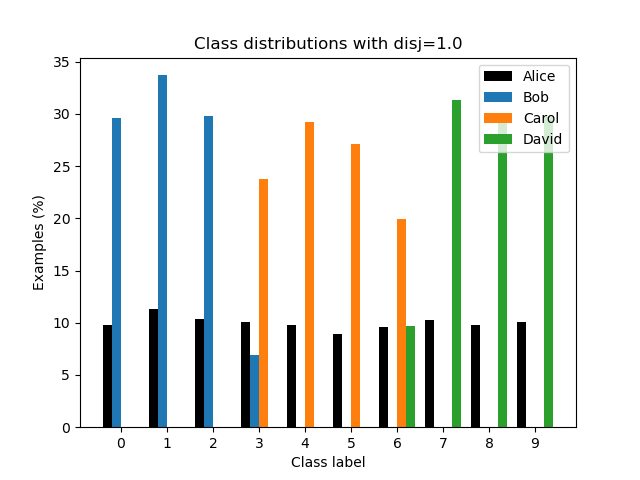 Class distributions with disj=1.0
35
30
25
20
15
10
5
0
Examples (%)
Alice
Bob
Carol
David
0 1 2 3 4 5 6 7 8 9
Class label